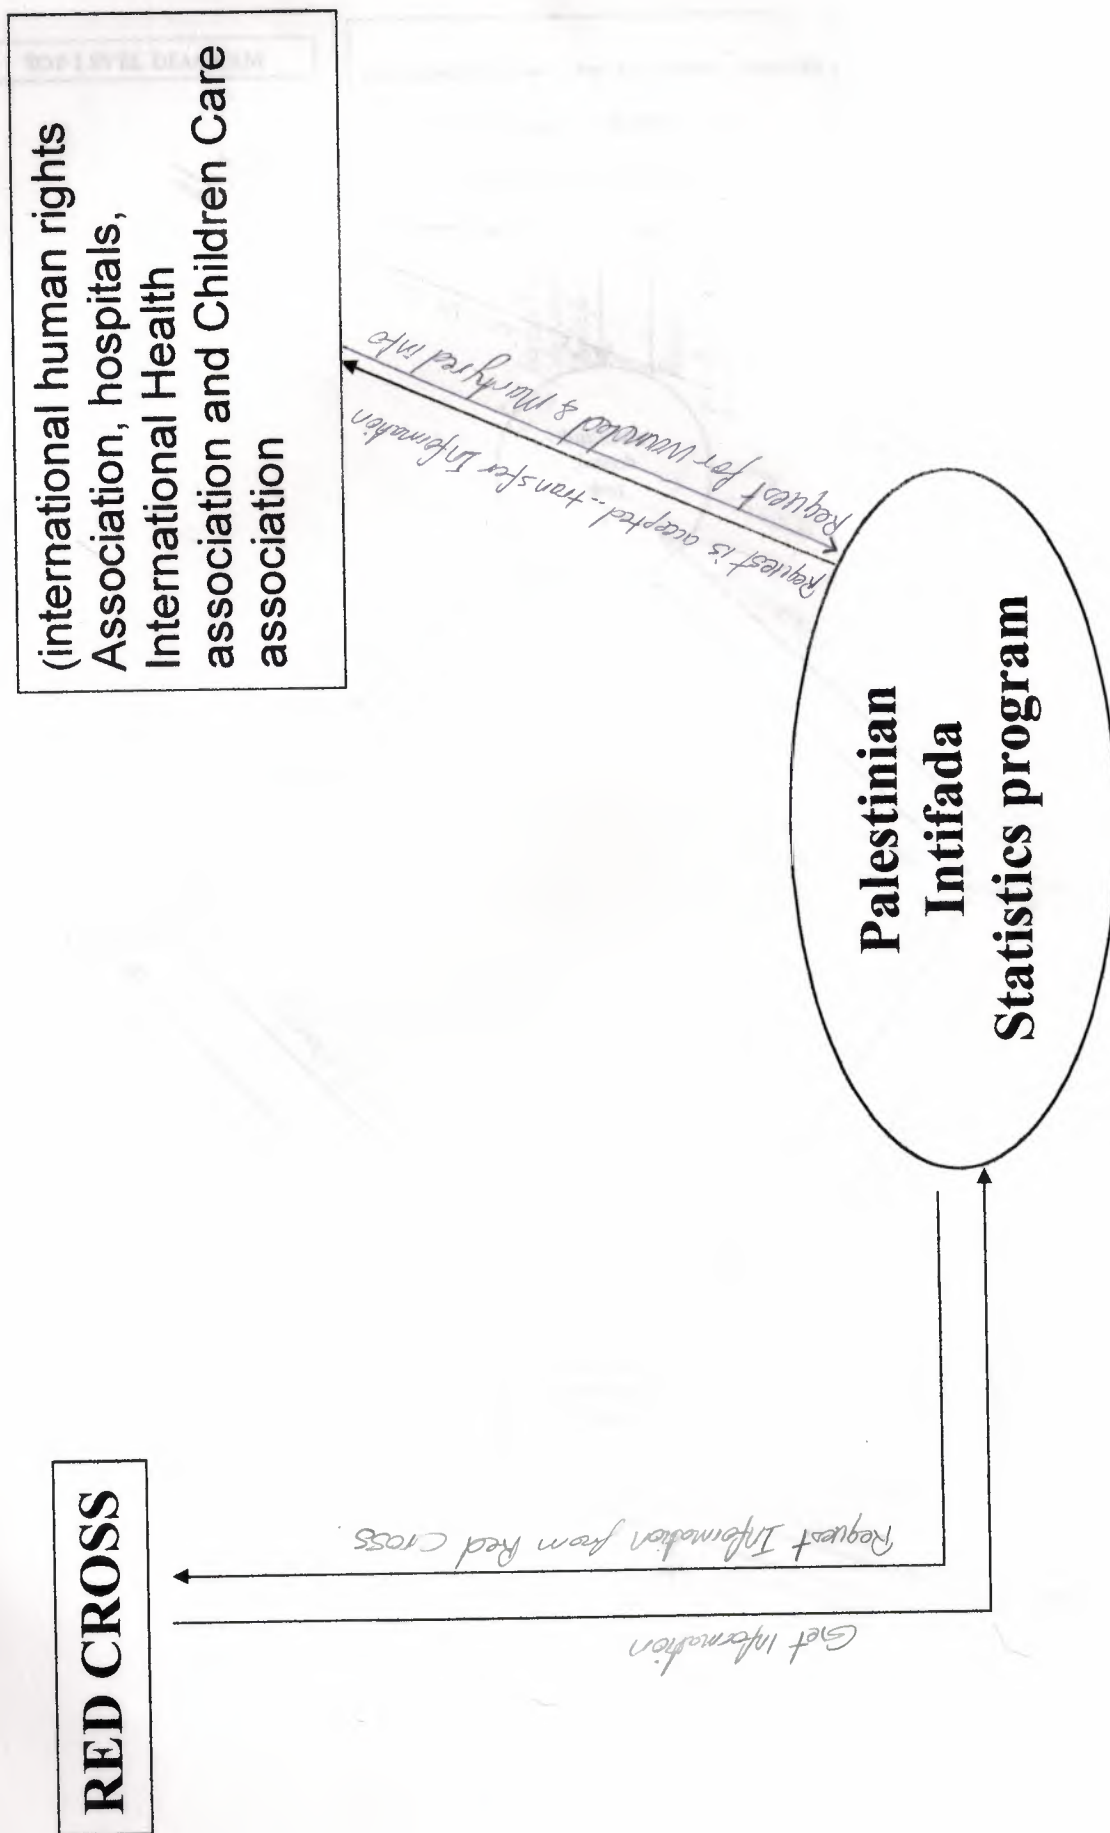 RED CROSS
(international human rights
Association, hospitals,
International Health
association and Children Care
association
Request for wounded & Martyred info
Request is accepted..transfer Information
Palestinian
Intifada
Statistics program
Request Information from Red Cross.
Get Information
TOP LEVEL DIAGRAM